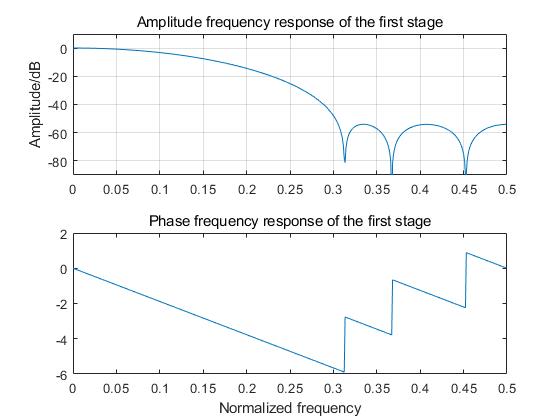 Amplitude frequency response of the first stage
0
-20
-40
-60
-80
Amplitude/dB
0 0.05 0.1 0.15 0.2 0.25 0.3 0.35 0.4 0.45 0.5
Phase frequency response of the first stage
2
0
-2
-4
-6
0 0.05 0.1 0.15 0.2 0.25 0.3 0.35 0.4 0.45 0.5
Normalized frequency